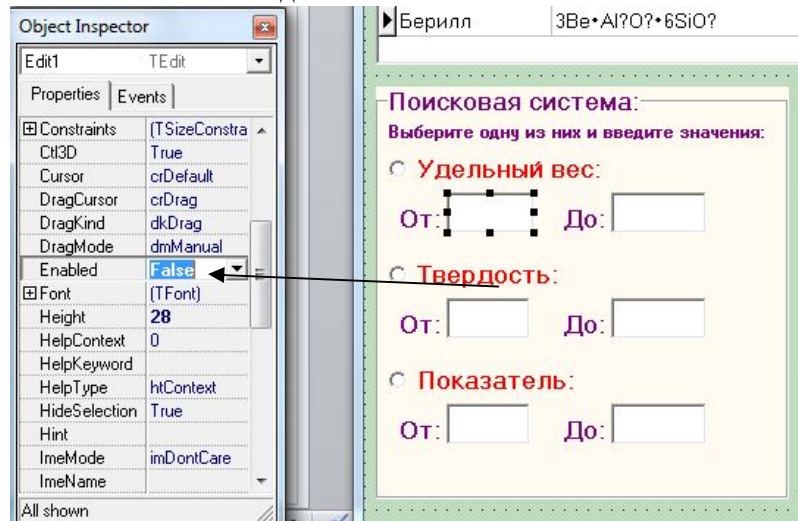 Object Inspector
Edit1 TEdit
Properties Events
Constraints (TSizeConstra
Ctl3D True
Cursor crDefault
DragCursor crDrag
DragKind dkDrag
DragMode dmManual
Enabled False
Font (TFont)
Height 28
HelpContext 0
HelpKeyword
HelpType htContext
HideSelection True
Hint
ImeMode imDontCare
ImeName
All shown
Берилл 3Be•Al?O?•6SiO?
Поисковая система:
Выберите одну из них и введите значения:
Удельный вес:
От: До:
Твердость:
От: До:
Показатель:
От: До: